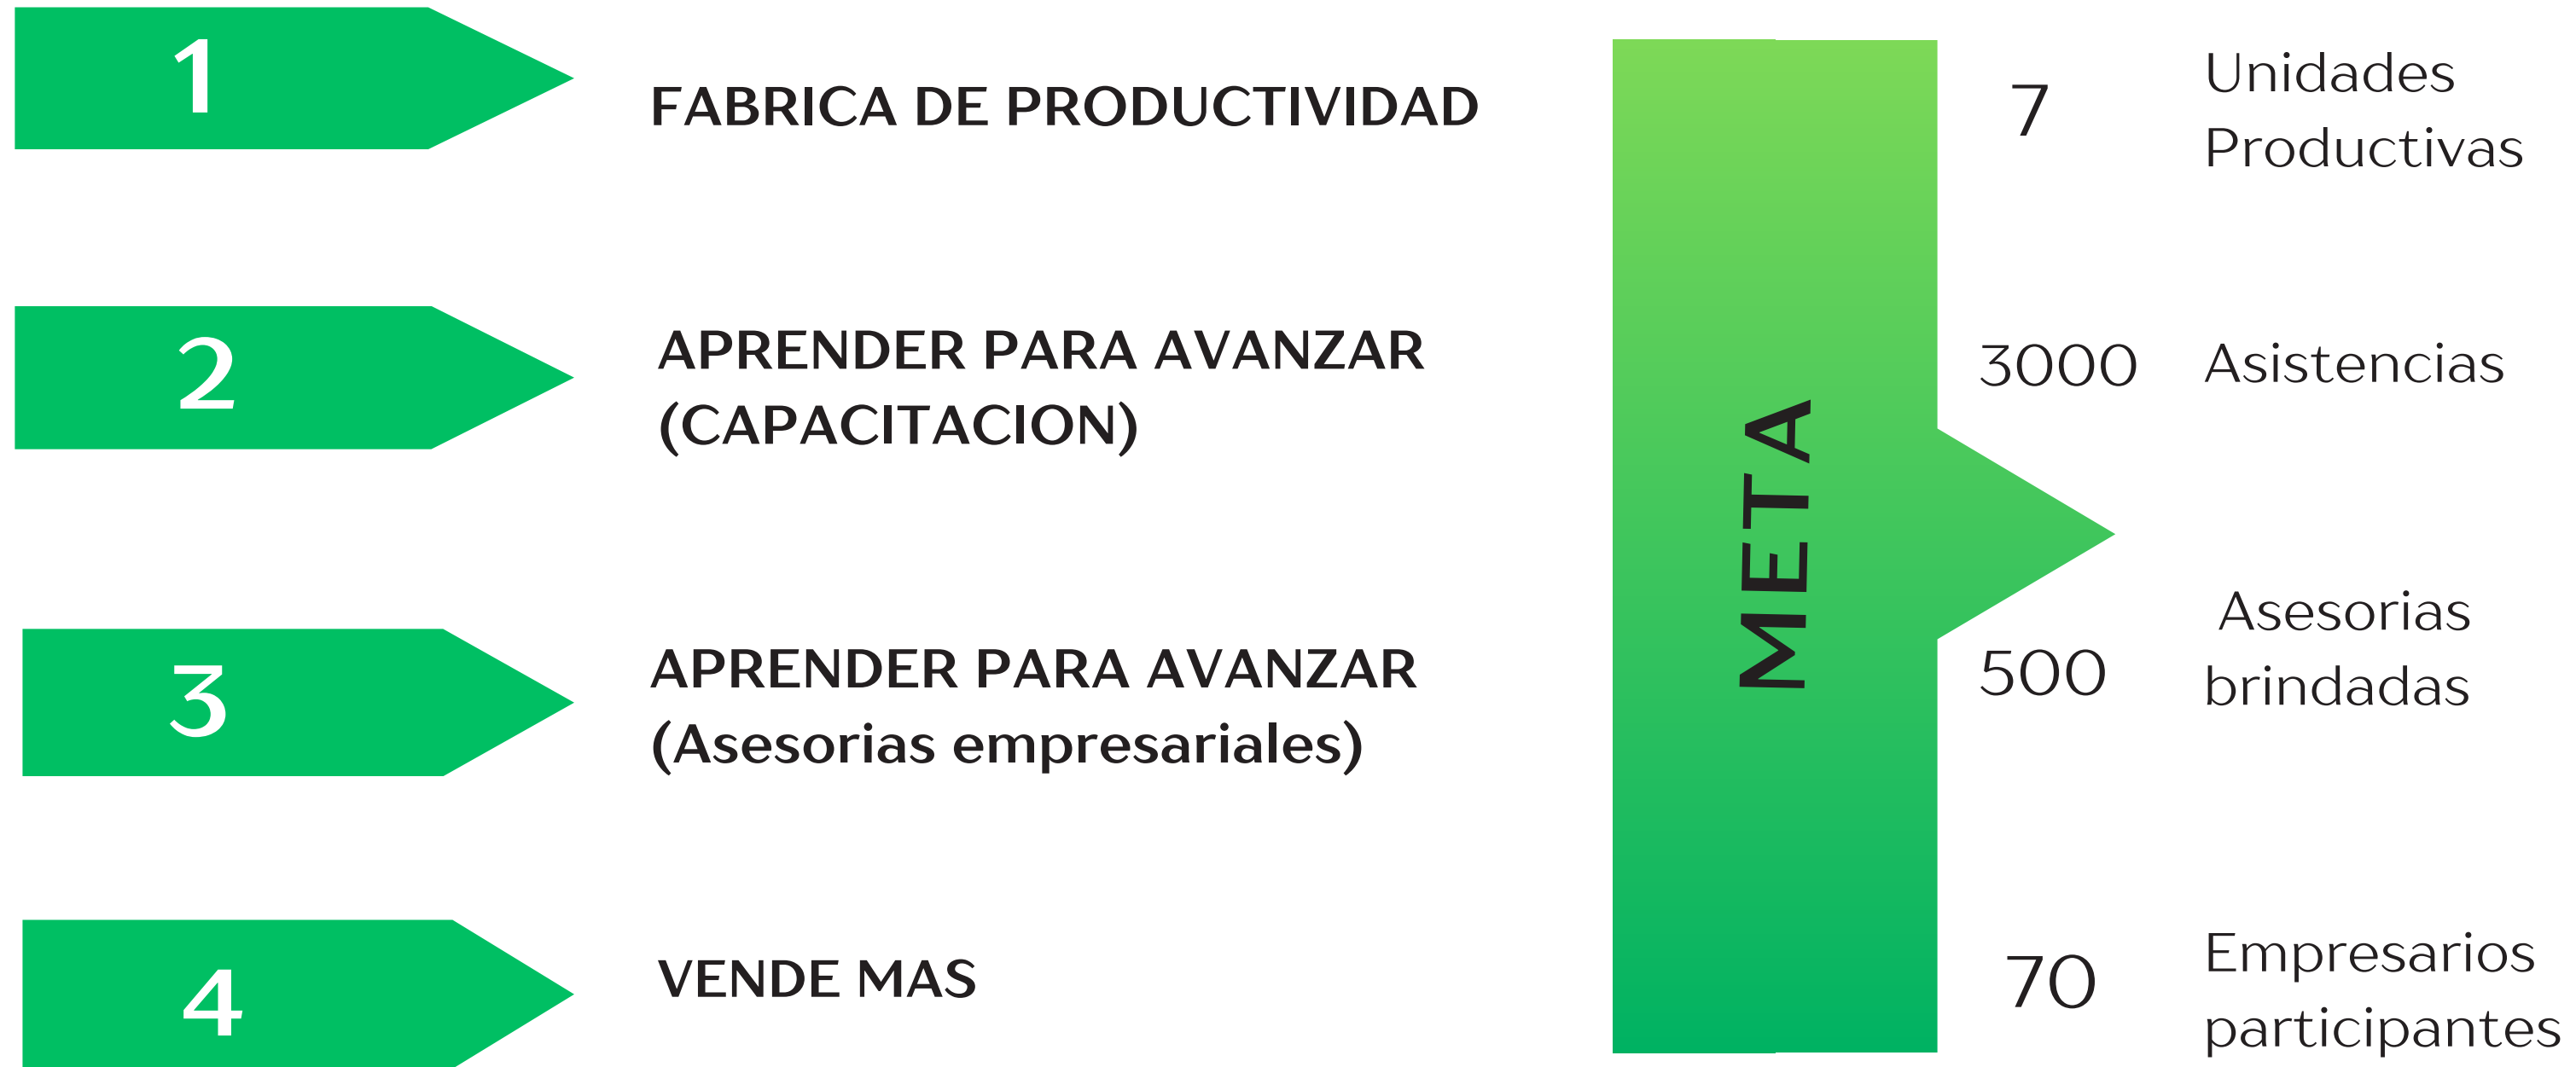 1
FABRICA DE PRODUCTIVIDAD
2
APRENDER PARA AVANZAR
(CAPACITACION)
3
APRENDER PARA AVANZAR
(Asesorias empresariales)
4
VENDE MAS
META
7
Unidades
Productivas
3000
Asistencias
500
Asesorias
brindadas
70
Empresarios
participantes